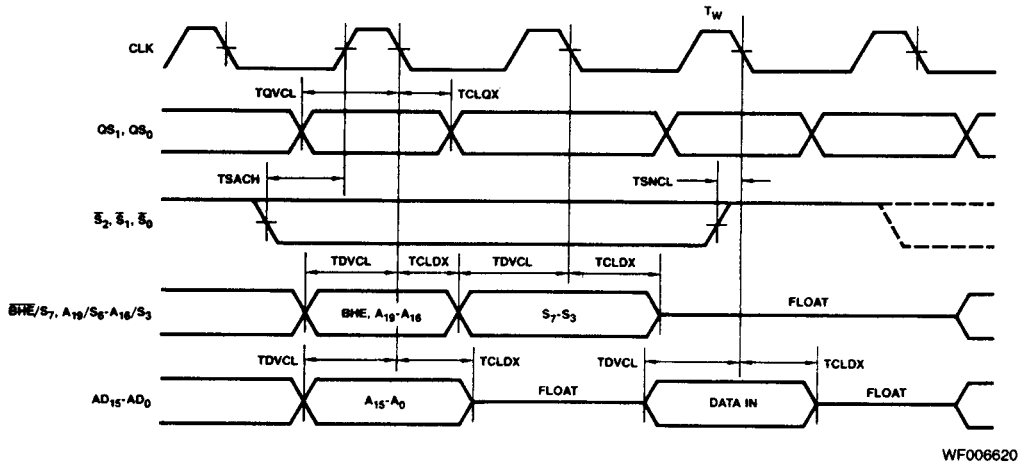 T_W
CLK
TQVCL TCLQX
QS₁, QS₀
TSACH TSNCL
S̅₂, S̅₁, S̅₀
TDVCL TCLDX TDVCL TCLDX
B̅H̅E̅/S₇, A₁₉/S₆-A₁₆/S₃ BHE, A₁₉-A₁₆ S₇-S₃ FLOAT
TDVCL TCLDX TDVCL TCLDX
AD₁₅-AD₀ A₁₅-A₀ FLOAT DATA IN FLOAT
WF006620